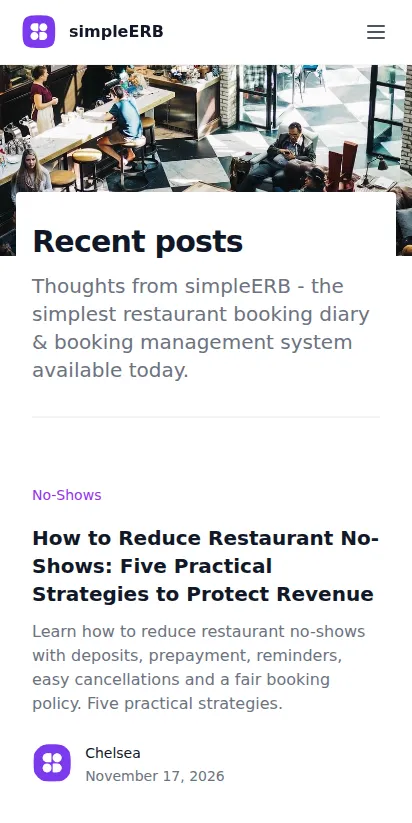 simpleERB
Recent posts
Thoughts from simpleERB - the
simplest restaurant booking diary
& booking management system
available today.
No-Shows
How to Reduce Restaurant No-
Shows: Five Practical
Strategies to Protect Revenue
Learn how to reduce restaurant no-shows
with deposits, prepayment, reminders,
easy cancellations and a fair booking
policy. Five practical strategies.
Chelsea
November 17, 2026